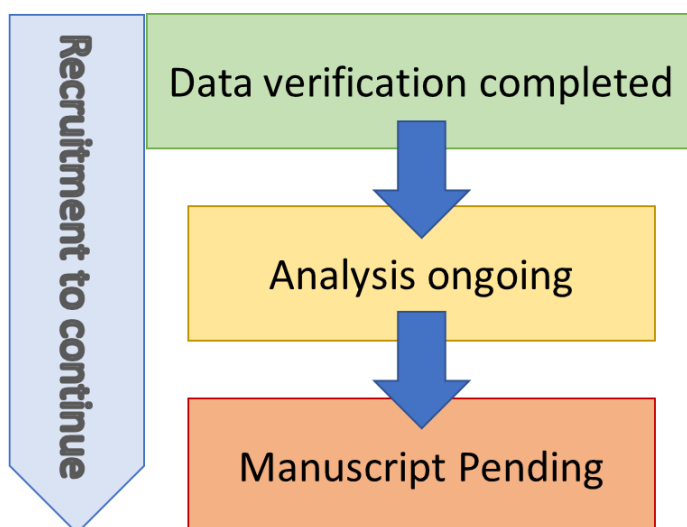 Recruitment to continue
Data verification completed
Analysis ongoing
Manuscript Pending